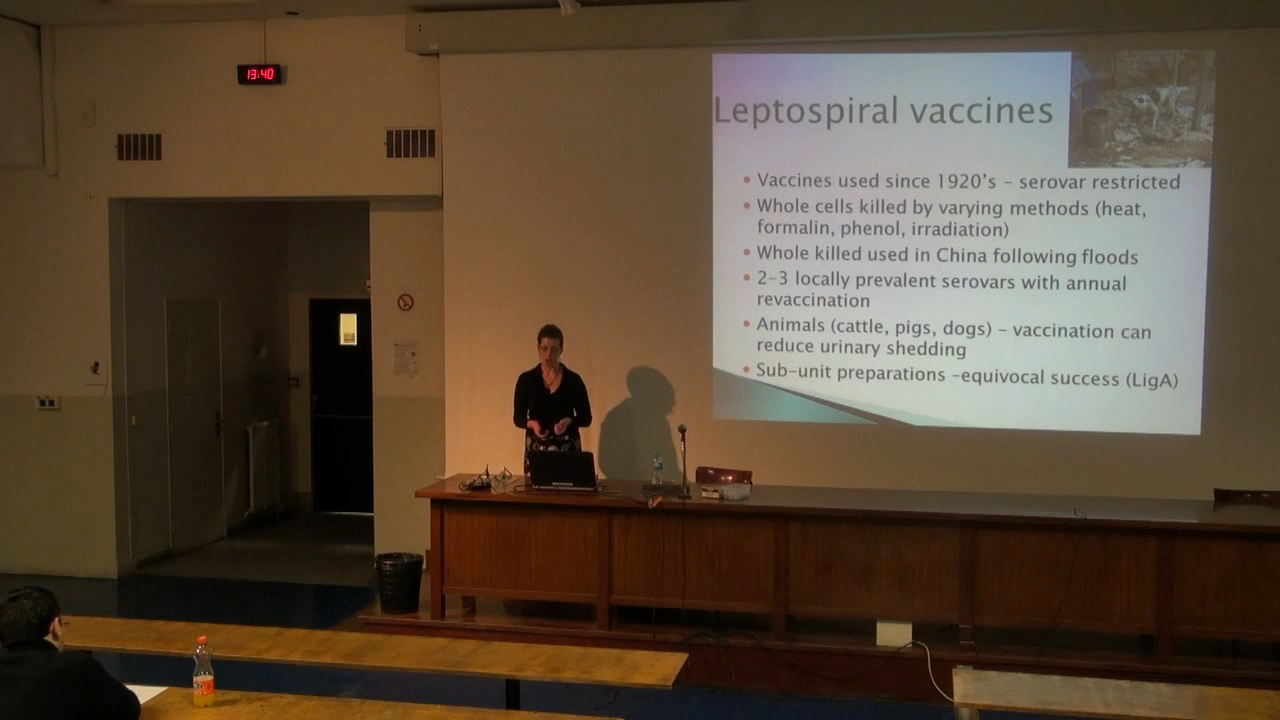 13:40
Leptospiral vaccines
• Vaccines used since 1920's – serovar restricted
• Whole cells killed by varying methods (heat,
formalin, phenol, irradiation)
• Whole killed used in China following floods
• 2–3 locally prevalent serovars with annual
revaccination
• Animals (cattle, pigs, dogs) – vaccination can
reduce urinary shedding
• Sub-unit preparations –equivocal success (LigA)